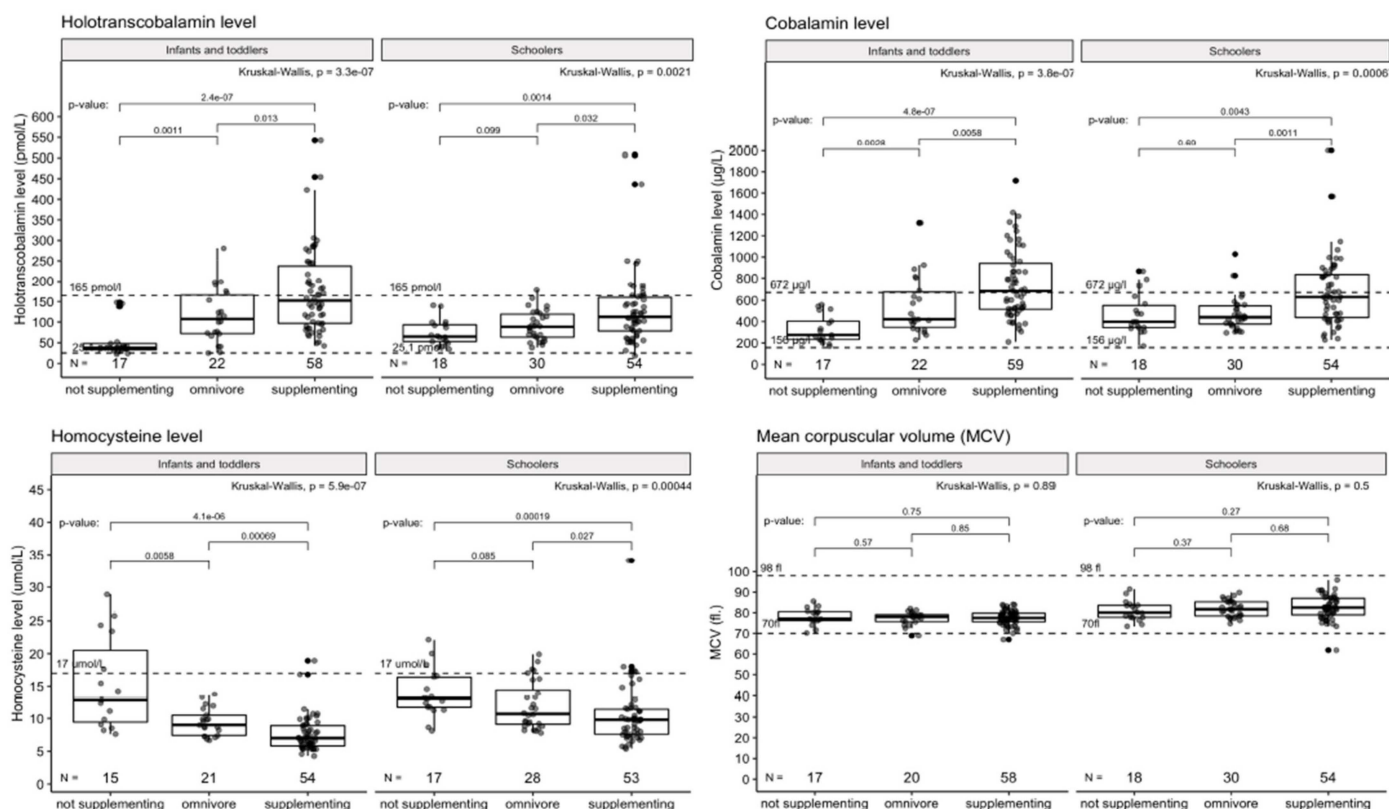 Holotranscobalamin level
Infants and toddlers
Schoolers
Kruskal-Wallis, p = 3.3e-07
Kruskal-Wallis, p = 0.0021
p-value:
2.4e-07
0.0011
0.013
p-value:
0.0014
0.099
0.032
Holotranscobalamin level (pmol/L)
600
550
500
450
400
350
300
250
200
150
100
50
0
165 pmol/l
165 pmol/l
25.1 pmol/l
N = 17 22 58
N = 18 30 54
not supplementing omnivore supplementing
not supplementing omnivore supplementing
Cobalamin level
Infants and toddlers
Schoolers
Kruskal-Wallis, p = 3.8e-07
Kruskal-Wallis, p = 0.0006
p-value:
4.8e-07
0.0028
0.0058
p-value:
0.0043
0.69
0.0011
Cobalamin level (µg/L)
2000
1800
1600
1400
1200
1000
800
600
400
200
0
672 µg/l
672 µg/l
156 µg/l
156 µg/l
N = 17 22 59
N = 18 30 54
not supplementing omnivore supplementing
not supplementing omnivore supplementing
Homocysteine level
Infants and toddlers
Schoolers
Kruskal-Wallis, p = 5.9e-07
Kruskal-Wallis, p = 0.00044
p-value:
4.1e-06
0.0058
0.00069
p-value:
0.00019
0.085
0.027
Homocysteine level (umol/L)
45
40
35
30
25
20
15
10
5
0
17 umol/l
17 umol/l
N = 15 21 54
N = 17 28 53
not supplementing omnivore supplementing
not supplementing omnivore supplementing
Mean corpuscular volume (MCV)
Infants and toddlers
Schoolers
Kruskal-Wallis, p = 0.89
Kruskal-Wallis, p = 0.5
p-value:
0.75
0.57
0.85
p-value:
0.27
0.37
0.68
MCV (fl.)
100
90
80
70
60
50
40
30
20
10
0
98 fl
98 fl
70fl
70fl
N = 17 20 58
N = 18 30 54
not supplementing omnivore supplementing
not supplementing omnivore supplementing